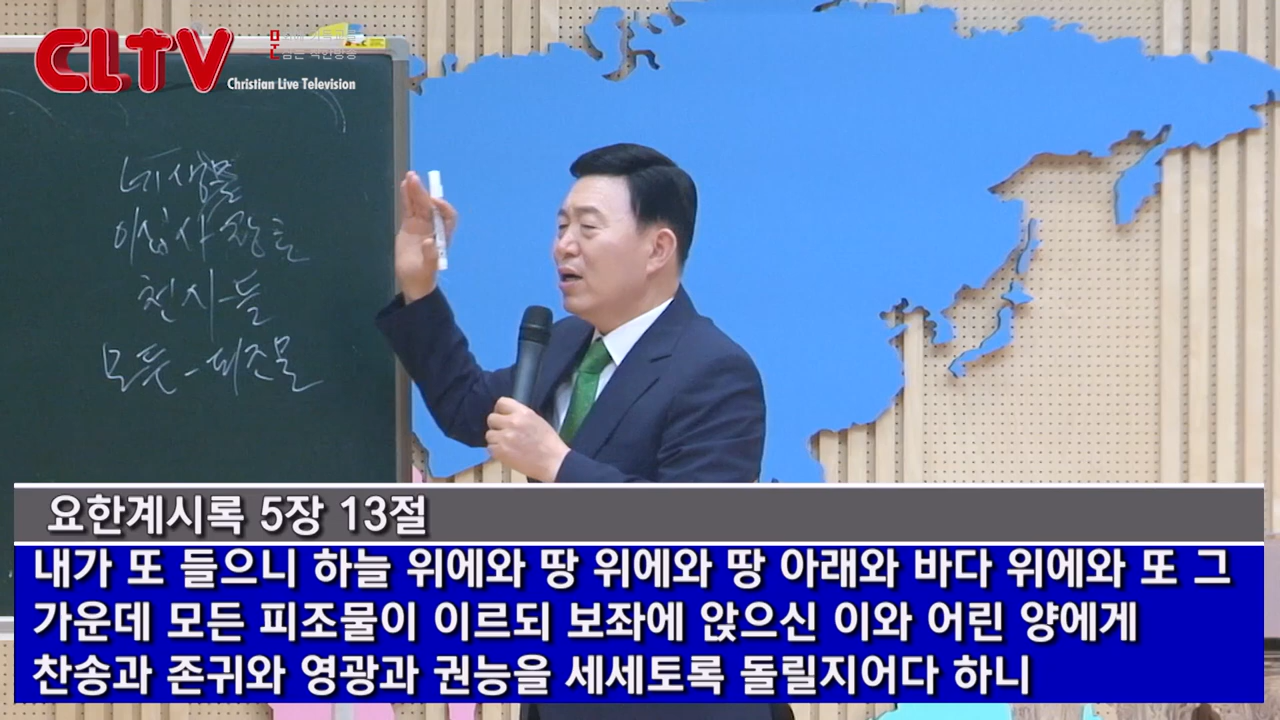 CLTV
Christian Live Television
네 생물
이십사 장로
천사들
모든 피조물
요한계시록 5장 13절
내가 또 들으니 하늘 위에와 땅 위에와 땅 아래와 바다 위에와 또 그
가운데 모든 피조물이 이르되 보좌에 앉으신 이와 어린 양에게
찬송과 존귀와 영광과 권능을 세세토록 돌릴지어다 하니